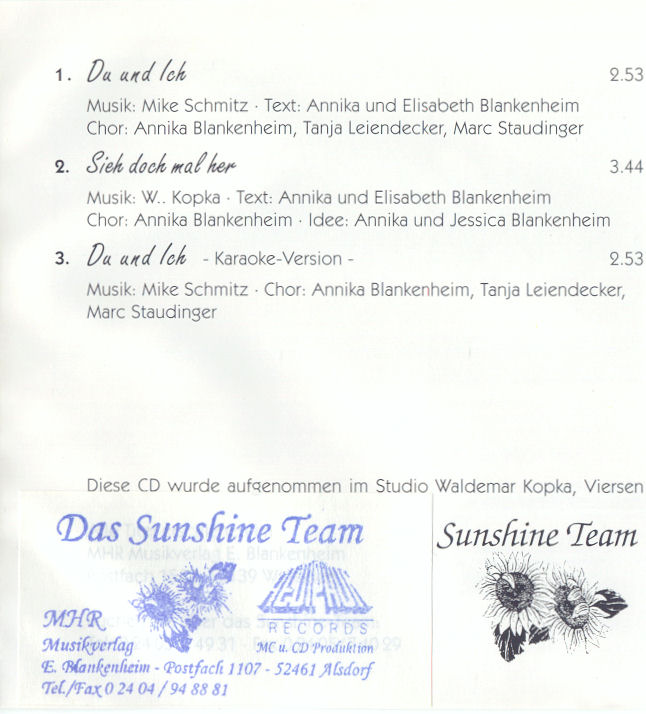 1. Du und Ich 2.53
Musik: Mike Schmitz · Text: Annika und Elisabeth Blankenheim
Chor: Annika Blankenheim, Tanja Leiendecker, Marc Staudinger
2. Sieh doch mal her 3.44
Musik: W.. Kopka · Text: Annika und Elisabeth Blankenheim
Chor: Annika Blankenheim · Idee: Annika und Jessica Blankenheim
3. Du und Ich - Karaoke-Version - 2.53
Musik: Mike Schmitz · Chor: Annika Blankenheim, Tanja Leiendecker,
Marc Staudinger
Diese CD wurde aufgenommen im Studio Waldemar Kopka, Viersen
Das Sunshine Team
MHR Musikverlag E. Blankenheim
RECORDS
MC u. CD Produktion
MHR
Musikverlag
E. Blankenheim - Postfach 1107 - 52461 Alsdorf
Tel./Fax 0 24 04 / 94 88 81
Sunshine Team